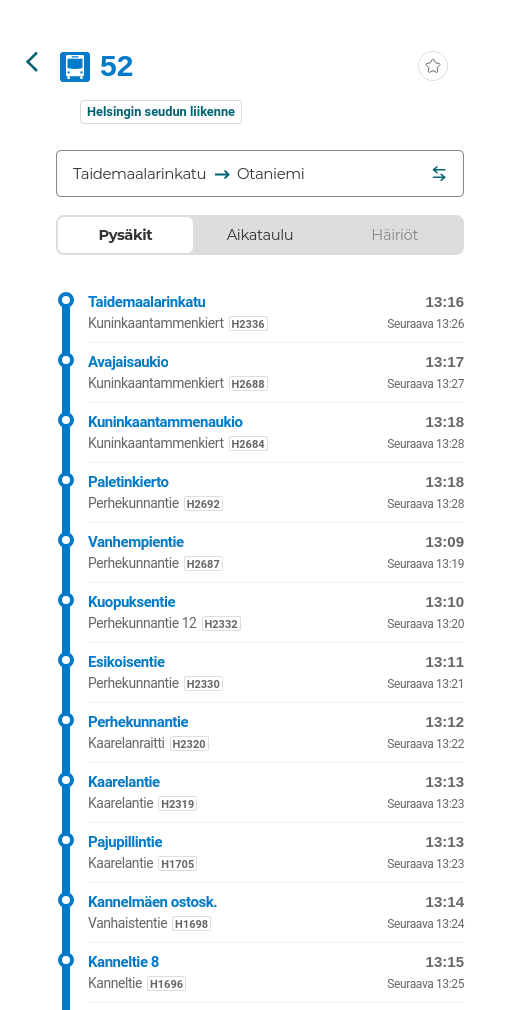 52
Helsingin seudun liikenne
Taidemaalarinkatu → Otaniemi
Pysäkit Aikataulu Häiriöt
Taidemaalarinkatu 13:16
Kuninkaantammenkiert H2336 Seuraava 13:26
Avajaisaukio 13:17
Kuninkaantammenkiert H2688 Seuraava 13:27
Kuninkaantammenaukio 13:18
Kuninkaantammenkiert H2684 Seuraava 13:28
Paletinkierto 13:18
Perhekunnantie H2692 Seuraava 13:28
Vanhempientie 13:09
Perhekunnantie H2687 Seuraava 13:19
Kuopuksentie 13:10
Perhekunnantie 12 H2332 Seuraava 13:20
Esikoisentie 13:11
Perhekunnantie H2330 Seuraava 13:21
Perhekunnantie 13:12
Kaarelanraitti H2320 Seuraava 13:22
Kaarelantie 13:13
Kaarelantie H2319 Seuraava 13:23
Pajupillintie 13:13
Kaarelantie H1705 Seuraava 13:23
Kannelmäen ostosk. 13:14
Vanhaistentie H1698 Seuraava 13:24
Kanneltie 8 13:15
Kanneltie H1696 Seuraava 13:25